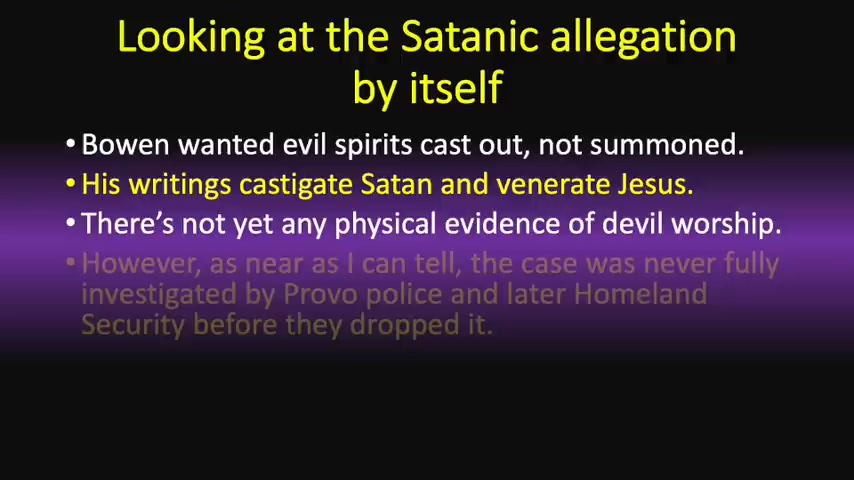 Looking at the Satanic allegation
by itself
• Bowen wanted evil spirits cast out, not summoned.
• His writings castigate Satan and venerate Jesus.
• There’s not yet any physical evidence of devil worship.
• However, as near as I can tell, the case was never fully
investigated by Provo police and later Homeland
Security before they dropped it.